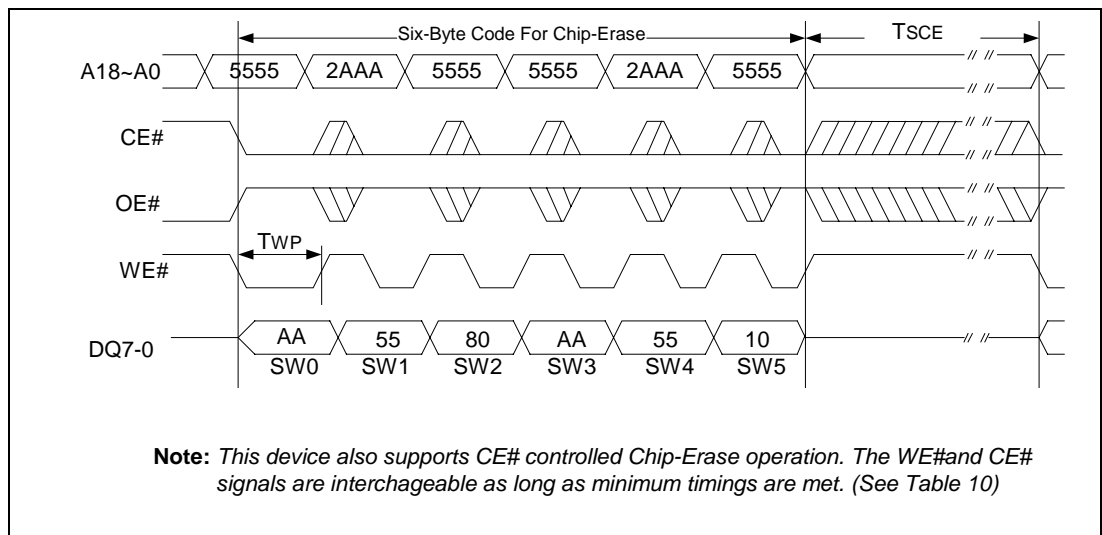 Six-Byte Code For Chip-Erase
TSCE
A18~A0
5555 2AAA 5555 5555 2AAA 5555
CE#
OE#
TWP
WE#
DQ7-0
AA 55 80 AA 55 10
SW0 SW1 SW2 SW3 SW4 SW5
Note: This device also supports CE# controlled Chip-Erase operation. The WE#and CE#
signals are interchageable as long as minimum timings are met. (See Table 10)